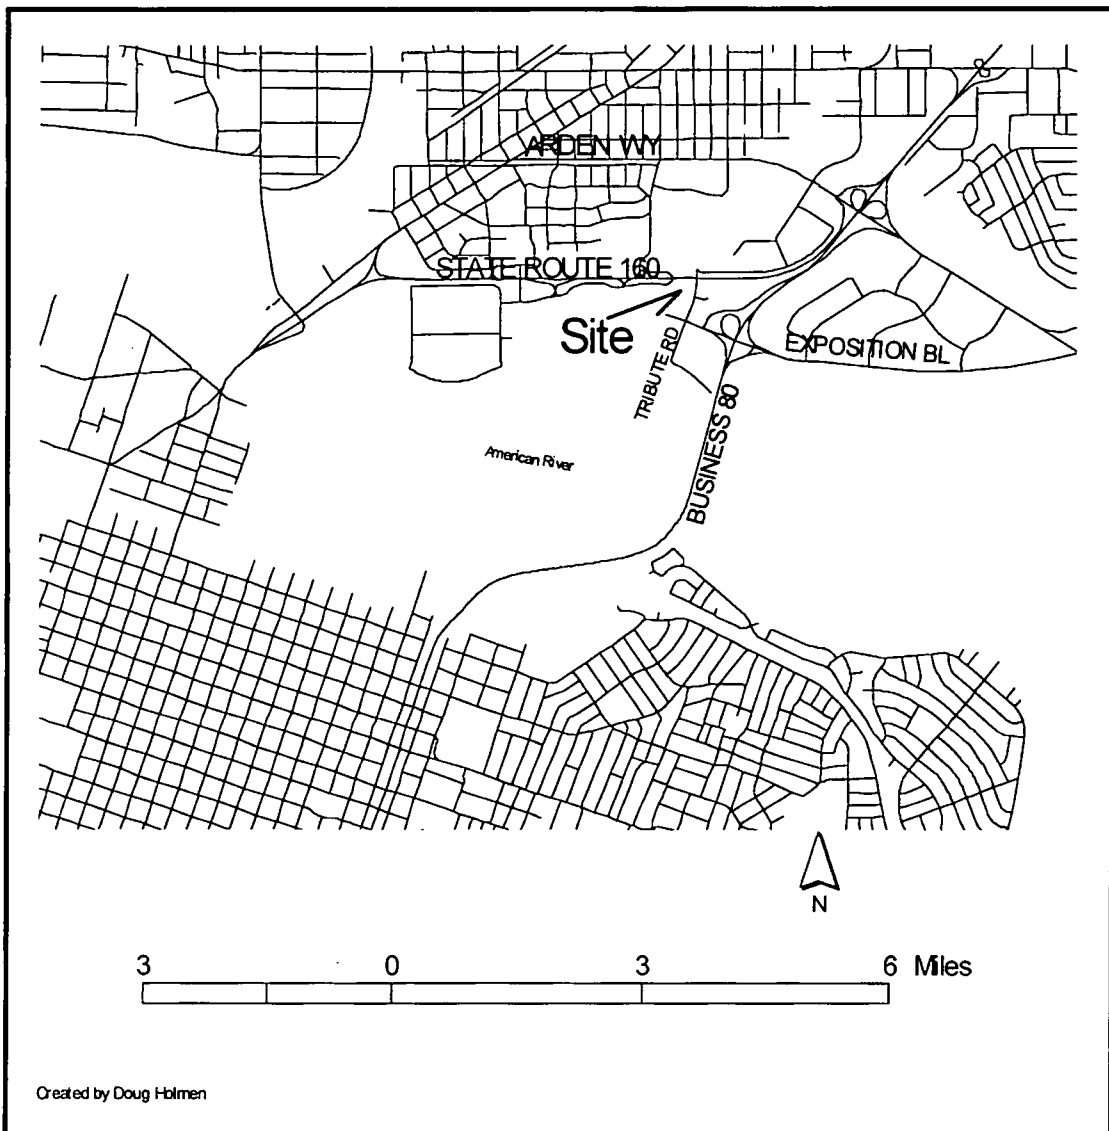 ARDEN WY
STATE ROUTE 160
Site
TRIBUTE RD
EXPOSITION BL
BUSINESS 80
American River
N
3 0 3 6 Miles
Created by Doug Holmen